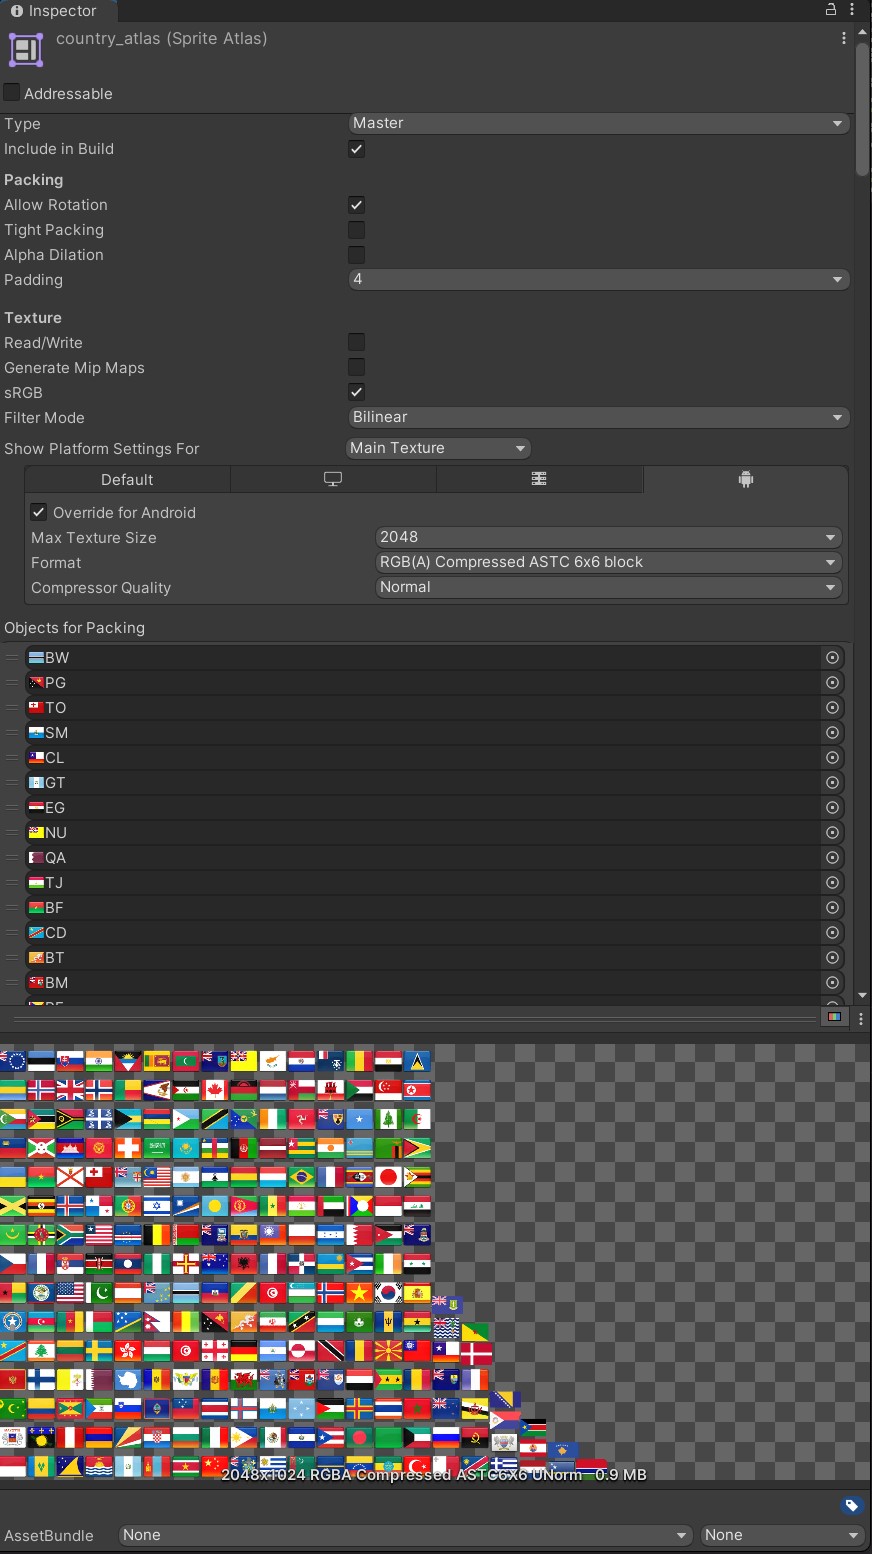 Inspector
country_atlas (Sprite Atlas)
Addressable
Type Master
Include in Build
Packing
Allow Rotation
Tight Packing
Alpha Dilation
Padding 4
Texture
Read/Write
Generate Mip Maps
sRGB
Filter Mode Bilinear
Show Platform Settings For Main Texture
Default
Override for Android
Max Texture Size 2048
Format RGB(A) Compressed ASTC 6x6 block
Compressor Quality Normal
Objects for Packing
BW
PG
TO
SM
CL
GT
EG
NU
QA
TJ
BF
CD
BT
BM
2048x1024 RGBA Compressed ASTC6X6 UNorm 0.9 MB
AssetBundle None None